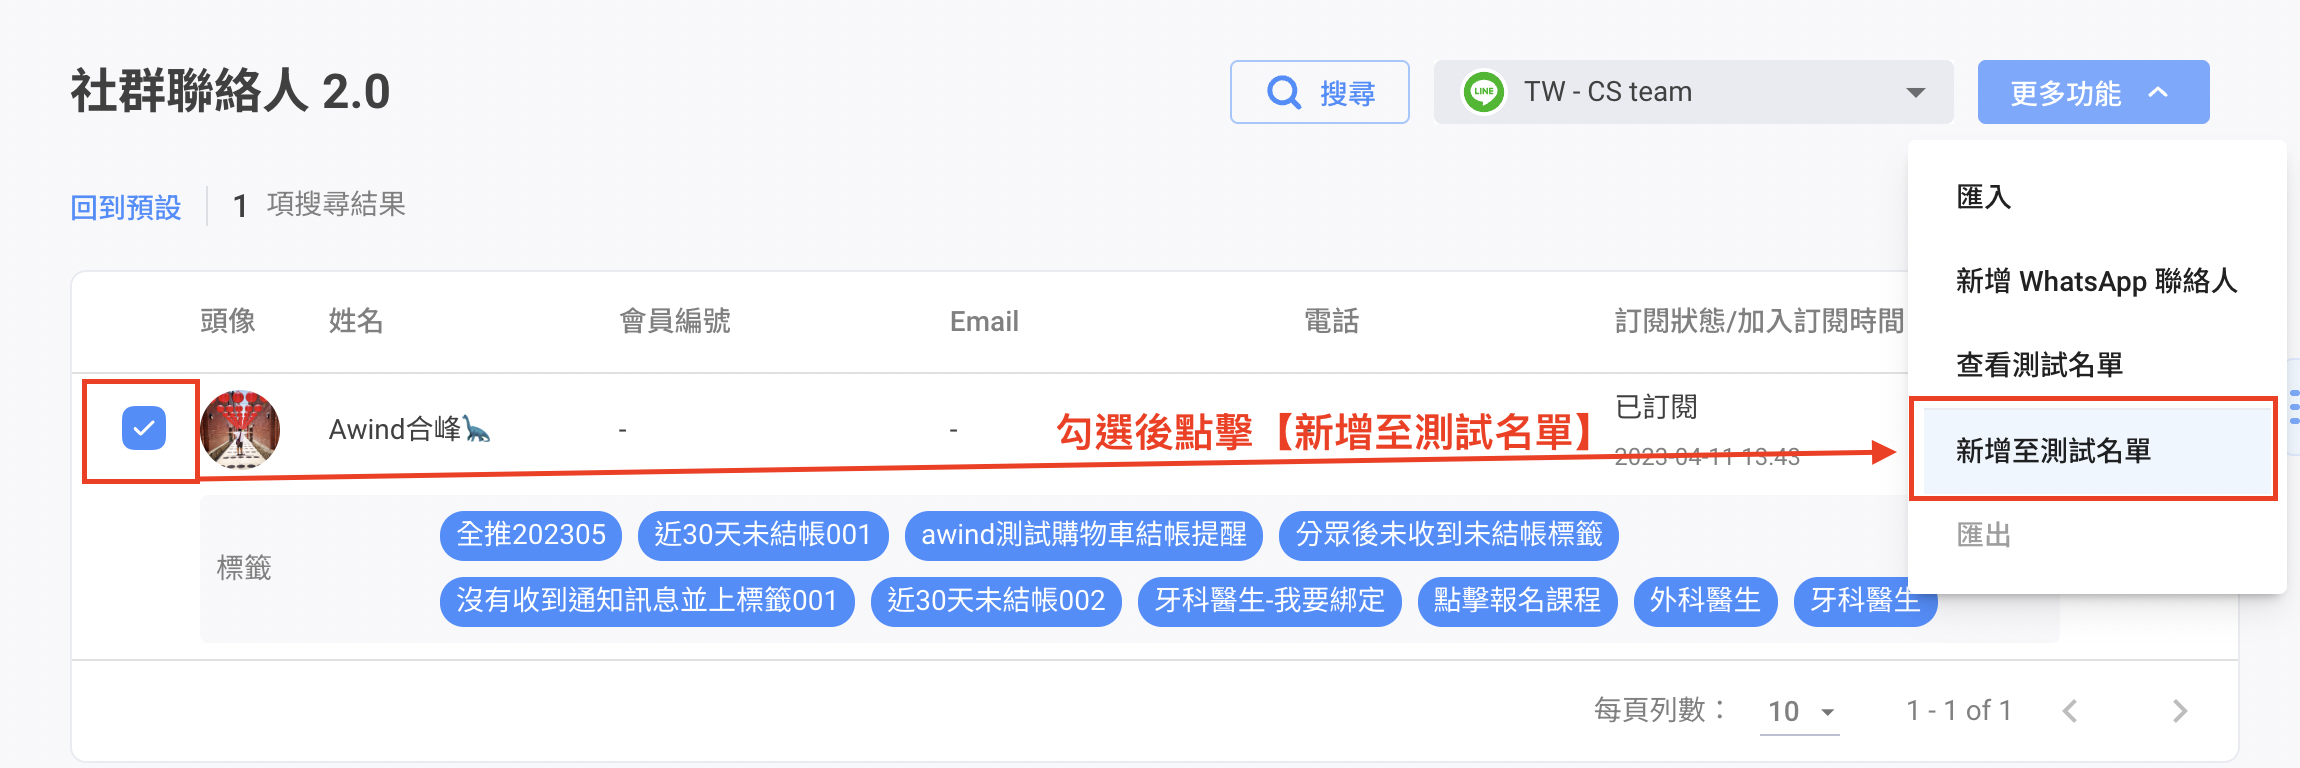 社群聯絡人 2.0
搜尋
LINE
TW - CS team
更多功能
回到預設
1 項搜尋結果
匯入
新增 WhatsApp 聯絡人
查看測試名單
新增至測試名單
匯出
頭像 姓名 會員編號 Email 電話 訂閱狀態/加入訂閱時間
Awind合峰🦕 - - 已訂閱
勾選後點擊【新增至測試名單】
2023-04-11 13:43
標籤
全推202305 近30天未結帳001 awind測試購物車結帳提醒 分眾後未收到未結帳標籤
沒有收到通知訊息並上標籤001 近30天未結帳002 牙科醫生-我要綁定 點擊報名課程 外科醫生 牙科醫生
每頁列數： 10 1 - 1 of 1